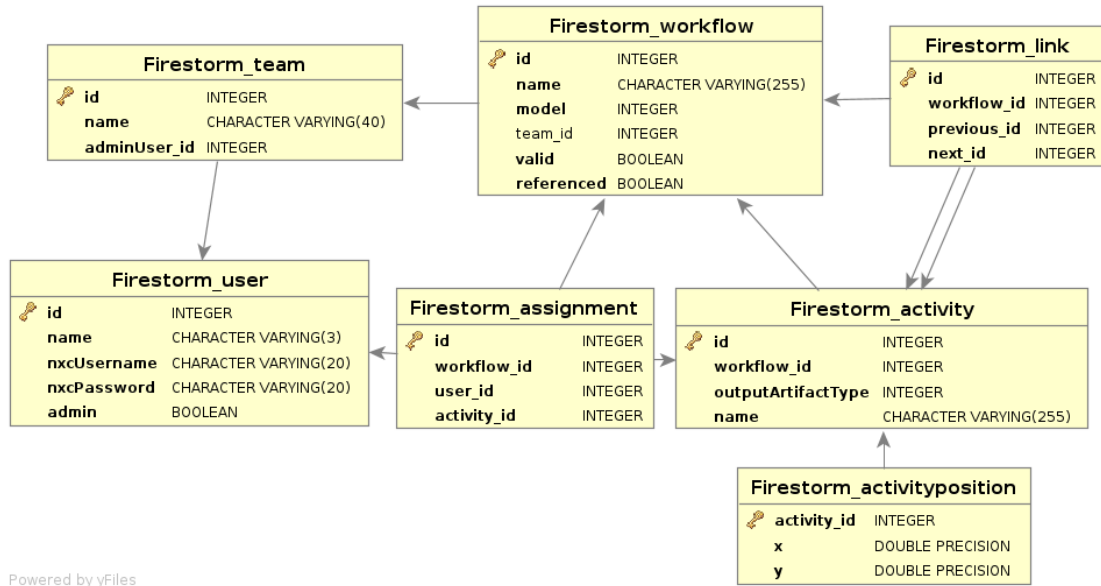 Firestorm_workflow
id INTEGER
name CHARACTER VARYING(255)
model INTEGER
team_id INTEGER
valid BOOLEAN
referenced BOOLEAN
Firestorm_link
id INTEGER
workflow_id INTEGER
previous_id INTEGER
next_id INTEGER
Firestorm_team
id INTEGER
name CHARACTER VARYING(40)
adminUser_id INTEGER
Firestorm_user
id INTEGER
name CHARACTER VARYING(3)
nxcUsername CHARACTER VARYING(20)
nxcPassword CHARACTER VARYING(20)
admin BOOLEAN
Firestorm_assignment
id INTEGER
workflow_id INTEGER
user_id INTEGER
activity_id INTEGER
Firestorm_activity
id INTEGER
workflow_id INTEGER
outputArtifactType INTEGER
name CHARACTER VARYING(255)
Firestorm_activityposition
activity_id INTEGER
x DOUBLE PRECISION
y DOUBLE PRECISION
Powered by yFiles